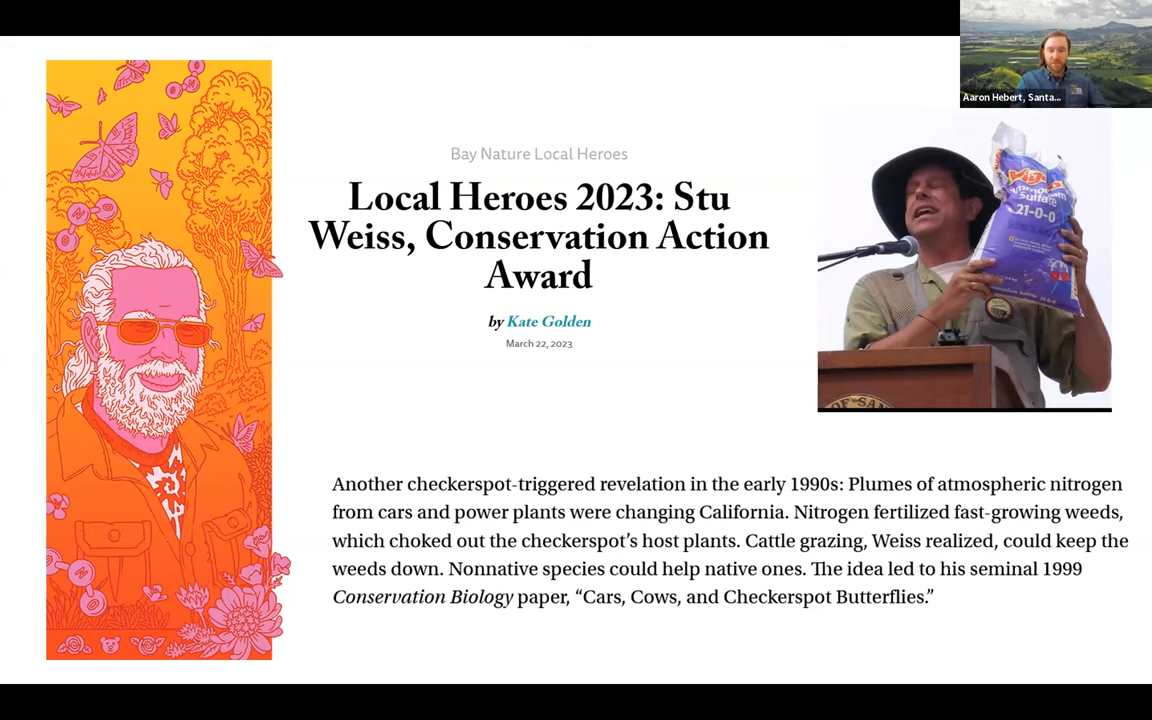 Aaron Hebert, Santa...
Bay Nature Local Heroes
Local Heroes 2023: Stu
Weiss, Conservation Action
Award
by Kate Golden
March 22, 2023
Sulfate
21-0-0
Another checkerspot-triggered revelation in the early 1990s: Plumes of atmospheric nitrogen
from cars and power plants were changing California. Nitrogen fertilized fast-growing weeds,
which choked out the checkerspot’s host plants. Cattle grazing, Weiss realized, could keep the
weeds down. Nonnative species could help native ones. The idea led to his seminal 1999
Conservation Biology paper, “Cars, Cows, and Checkerspot Butterflies.”